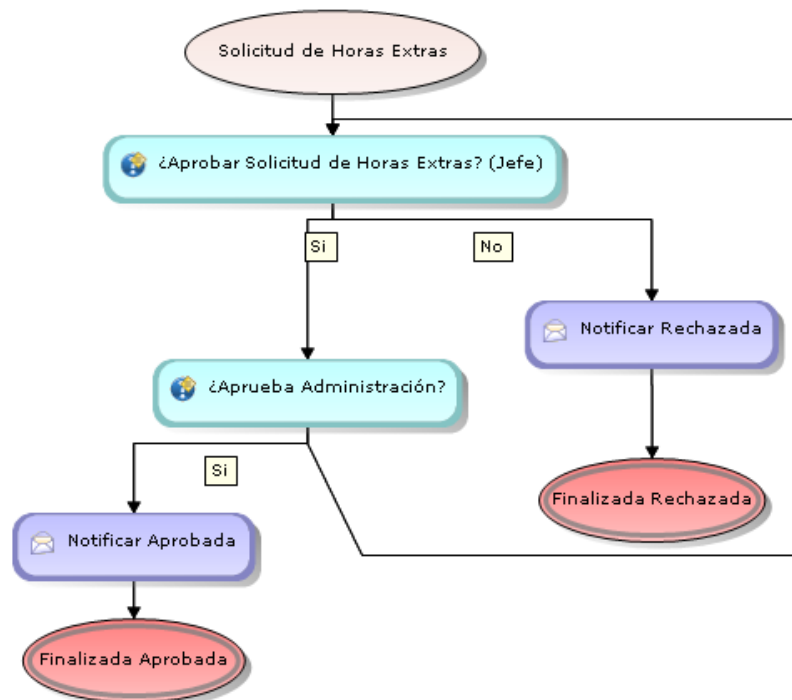 Solicitud de Horas Extras
¿Aprobar Solicitud de Horas Extras? (Jefe)
Si
No
Notificar Rechazada
¿Aprueba Administración?
Si
Finalizada Rechazada
Notificar Aprobada
Finalizada Aprobada